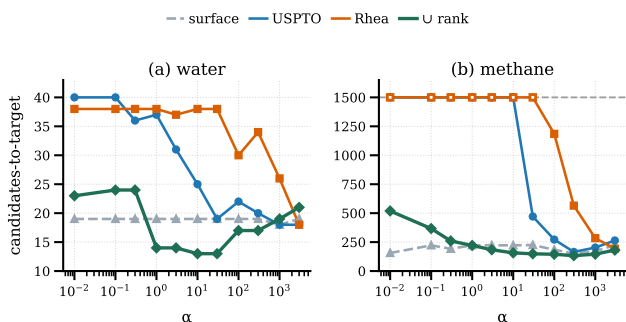 surface USPTO Rhea ∪ rank
(a) water (b) methane
candidates-to-target
40
35
30
25
20
15
10
10⁻² 10⁻¹ 10⁰ 10¹ 10² 10³
α
1500
1250
1000
750
500
250
0
10⁻² 10⁻¹ 10⁰ 10¹ 10² 10³
α